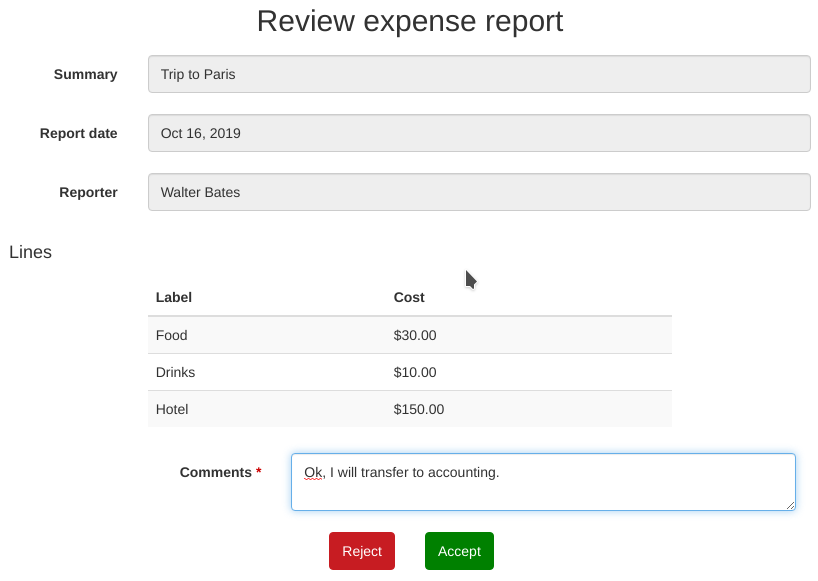 Review expense report
Summary Trip to Paris
Report date Oct 16, 2019
Reporter Walter Bates
Lines
Label Cost
Food $30.00
Drinks $10.00
Hotel $150.00
Comments * Ok, I will transfer to accounting.
Reject Accept